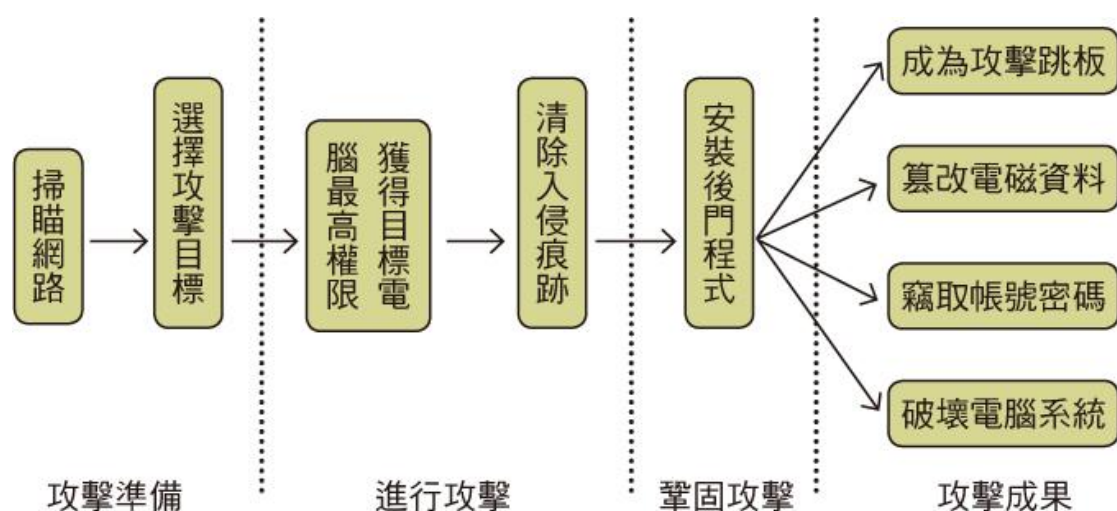 掃瞄網路
選擇攻擊目標
獲得目標電
腦最高權限
清除入侵痕跡
安裝後門程式
成為攻擊跳板
篡改電磁資料
竊取帳號密碼
破壞電腦系統
攻擊準備
進行攻擊
鞏固攻擊
攻擊成果